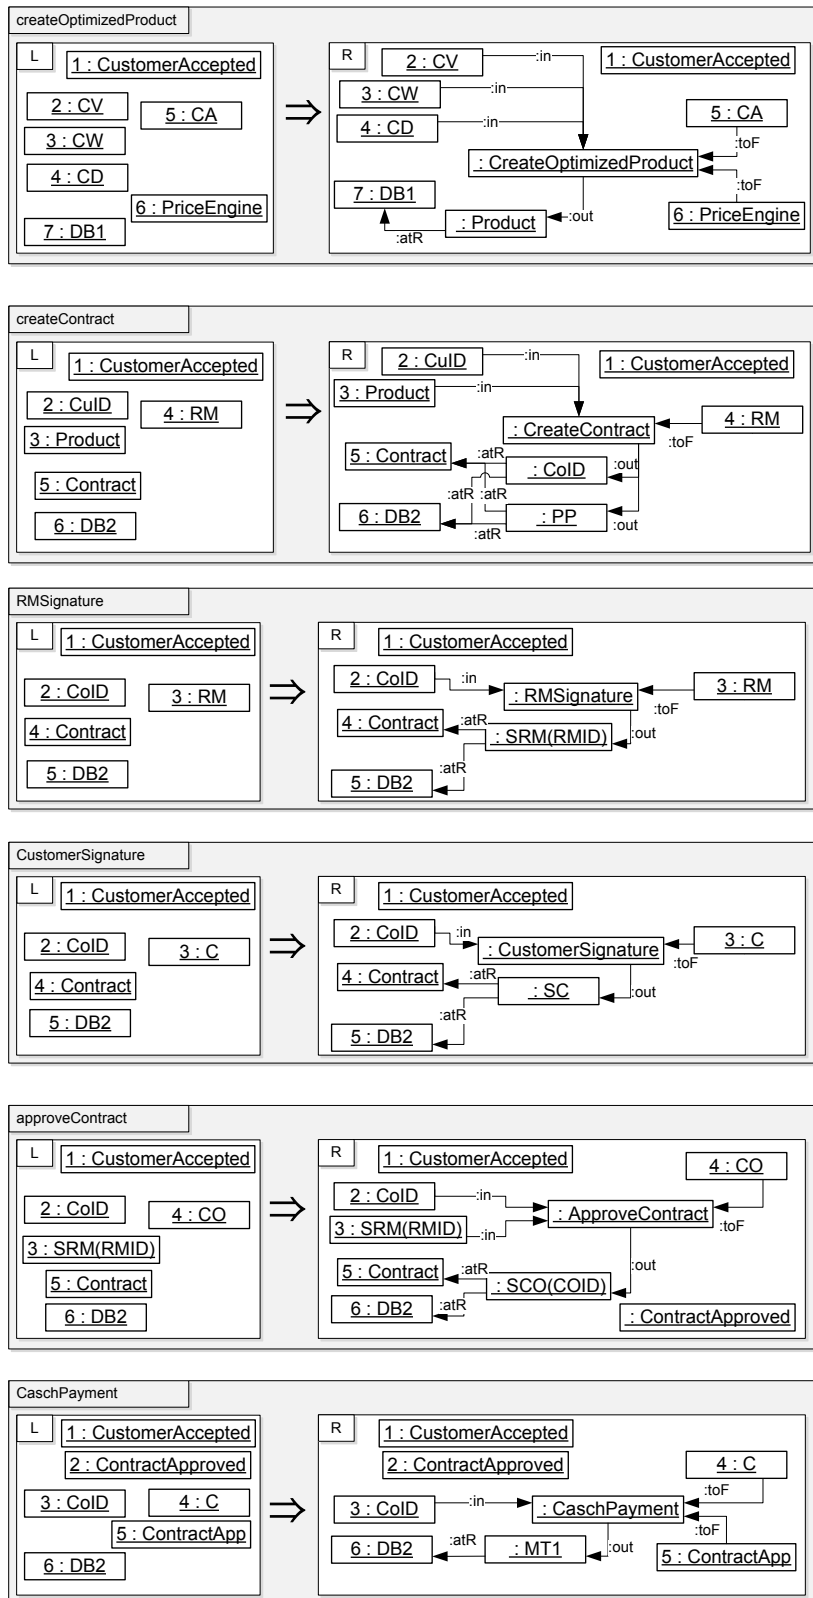 createOptimizedProduct
L
1 : CustomerAccepted
2 : CV
5 : CA
3 : CW
4 : CD
6 : PriceEngine
7 : DB1
⇒
R
2 : CV
:in
1 : CustomerAccepted
3 : CW
:in
4 : CD
:in
5 : CA
:toF
: CreateOptimizedProduct
:toF
7 : DB1
6 : PriceEngine
: Product
:out
:atR
createContract
L
1 : CustomerAccepted
2 : CuID
4 : RM
3 : Product
5 : Contract
6 : DB2
⇒
R
2 : CuID
:in
1 : CustomerAccepted
3 : Product
:in
: CreateContract
4 : RM
:toF
5 : Contract
:atR
: CoID
:out
:atR
:atR
6 : DB2
: PP
:atR
:out
RMSignature
L
1 : CustomerAccepted
2 : CoID
3 : RM
4 : Contract
5 : DB2
⇒
R
1 : CustomerAccepted
2 : CoID
:in
: RMSignature
3 : RM
:toF
4 : Contract
:atR
: SRM(RMID)
:out
:atR
5 : DB2
CustomerSignature
L
1 : CustomerAccepted
2 : CoID
3 : C
4 : Contract
5 : DB2
⇒
R
1 : CustomerAccepted
2 : CoID
:in
: CustomerSignature
3 : C
:toF
4 : Contract
:atR
: SC
:out
:atR
5 : DB2
approveContract
L
1 : CustomerAccepted
2 : CoID
4 : CO
3 : SRM(RMID)
5 : Contract
6 : DB2
⇒
R
1 : CustomerAccepted
4 : CO
2 : CoID
:in
: ApproveContract
3 : SRM(RMID)
:in
:toF
5 : Contract
:atR
:out
: SCO(COID)
6 : DB2
:atR
: ContractApproved
CaschPayment
L
1 : CustomerAccepted
2 : ContractApproved
3 : CoID
4 : C
5 : ContractApp
6 : DB2
⇒
R
1 : CustomerAccepted
2 : ContractApproved
4 : C
:toF
3 : CoID
:in
: CaschPayment
:toF
6 : DB2
:atR
: MT1
:out
5 : ContractApp